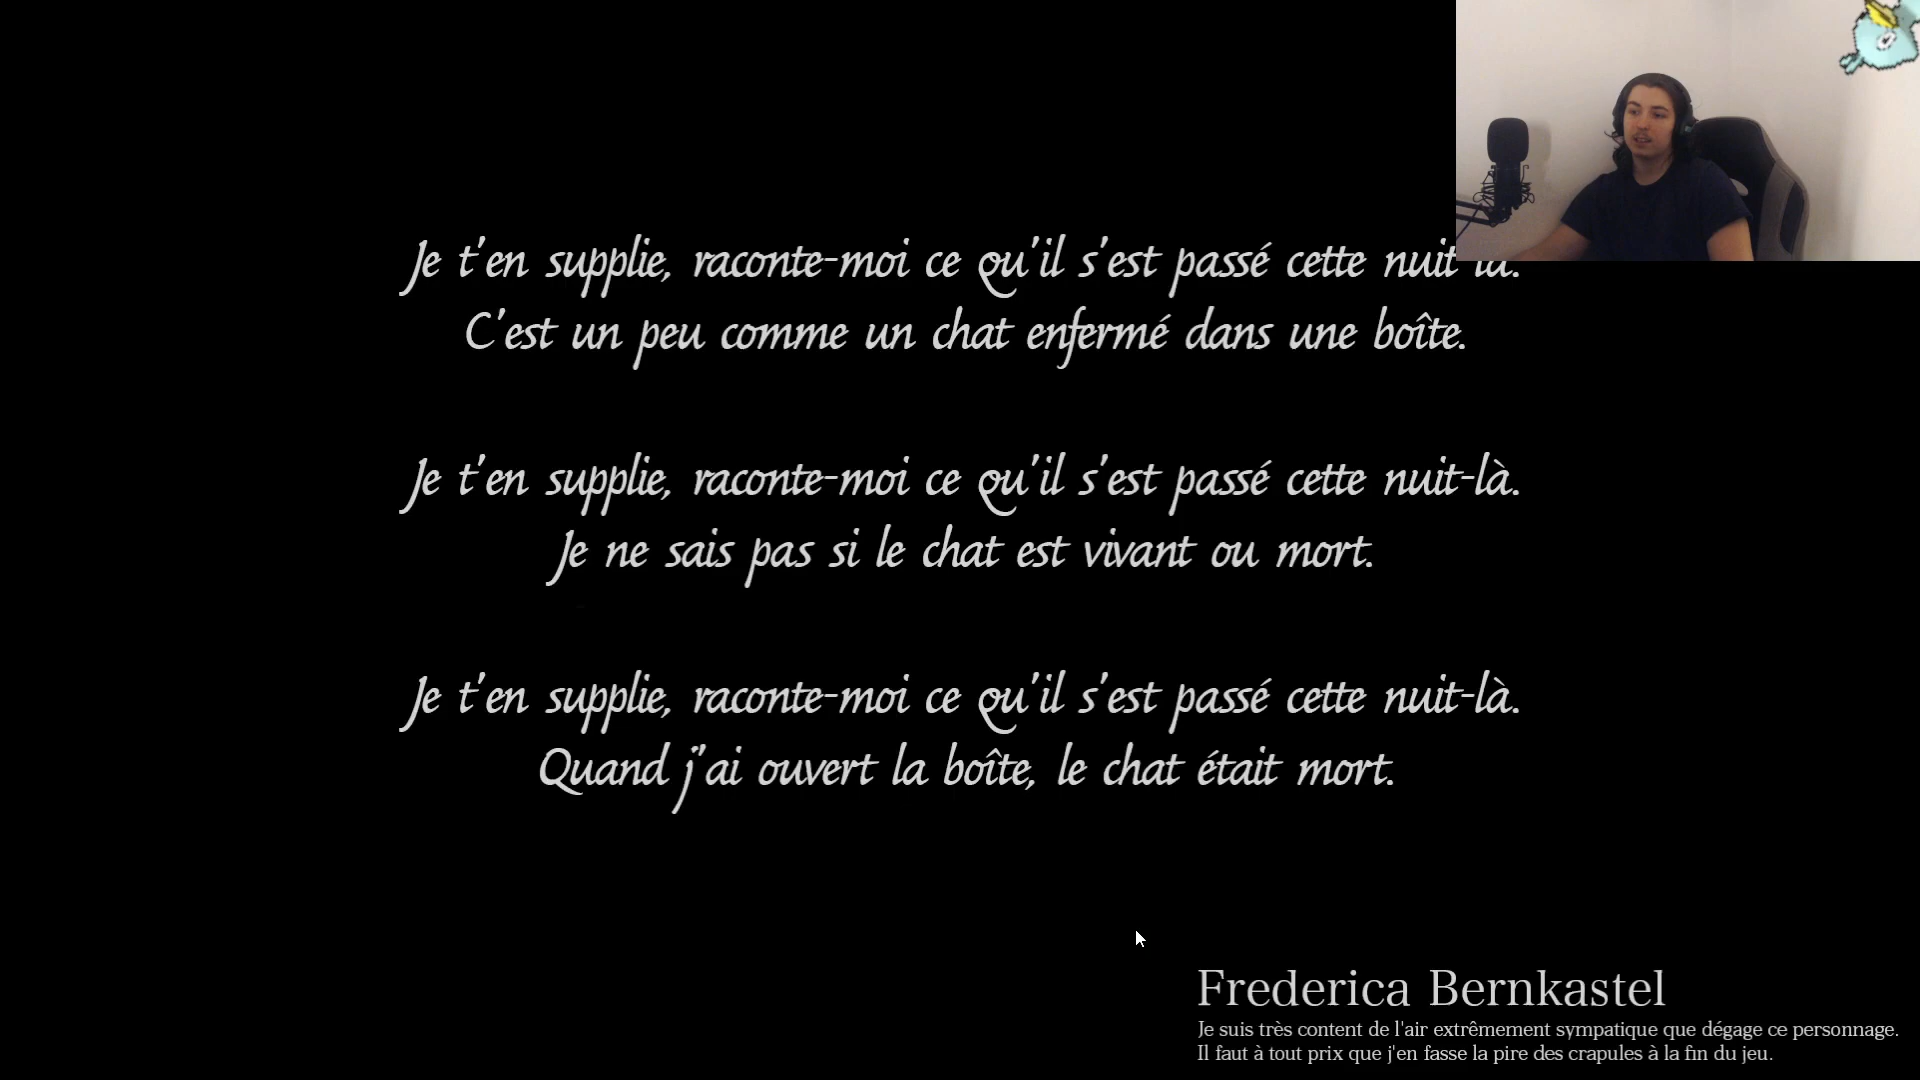 Je t'en supplie, raconte-moi ce qu'il s'est passé cette nuit-là.
C'est un peu comme un chat enfermé dans une boîte.
Je t'en supplie, raconte-moi ce qu'il s'est passé cette nuit-là.
Je ne sais pas si le chat est vivant ou mort.
Je t'en supplie, raconte-moi ce qu'il s'est passé cette nuit-là.
Quand j'ai ouvert la boîte, le chat était mort.
Frederica Bernkastel
Je suis très content de l'air extrêmement sympatique que dégage ce personnage.
Il faut à tout prix que j'en fasse la pire des crapules à la fin du jeu.